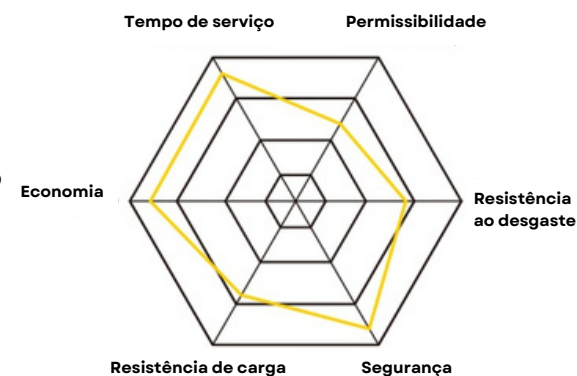 Tempo de serviço
Permissibilidade
Economia
Resistência
ao desgaste
Resistência de carga
Segurança